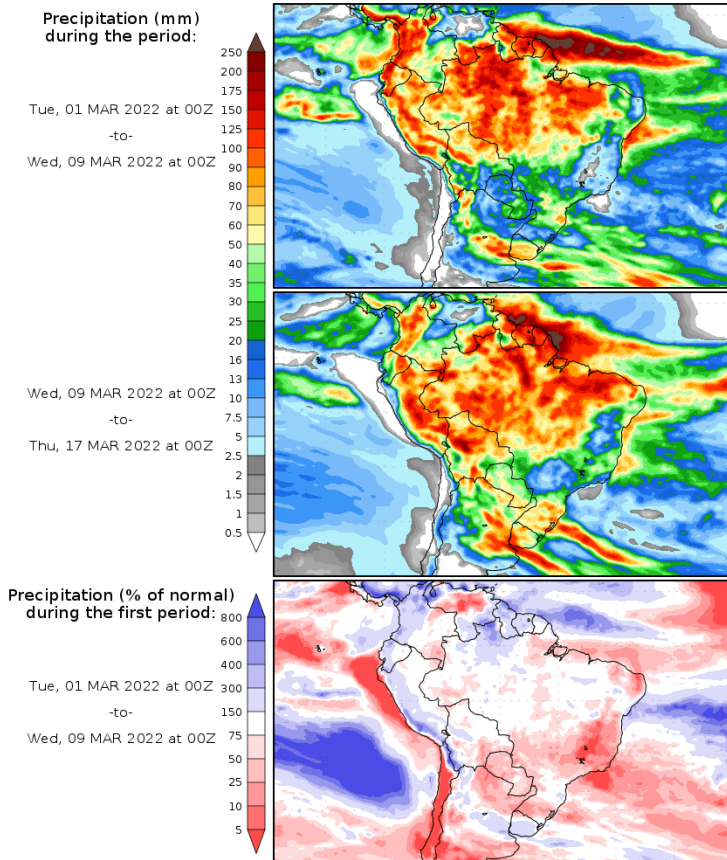 Precipitation (mm)
during the period:
Tue, 01 MAR 2022 at 00Z
-to-
Wed, 09 MAR 2022 at 00Z
250
200
175
150
125
100
90
80
70
60
50
40
35
30
25
20
16
13
10
7.5
5
2.5
2
1.5
1
0.5
Wed, 09 MAR 2022 at 00Z
-to-
Thu, 17 MAR 2022 at 00Z
Precipitation (% of normal)
during the first period:
Tue, 01 MAR 2022 at 00Z
-to-
Wed, 09 MAR 2022 at 00Z
800
600
400
300
150
75
50
25
10
5